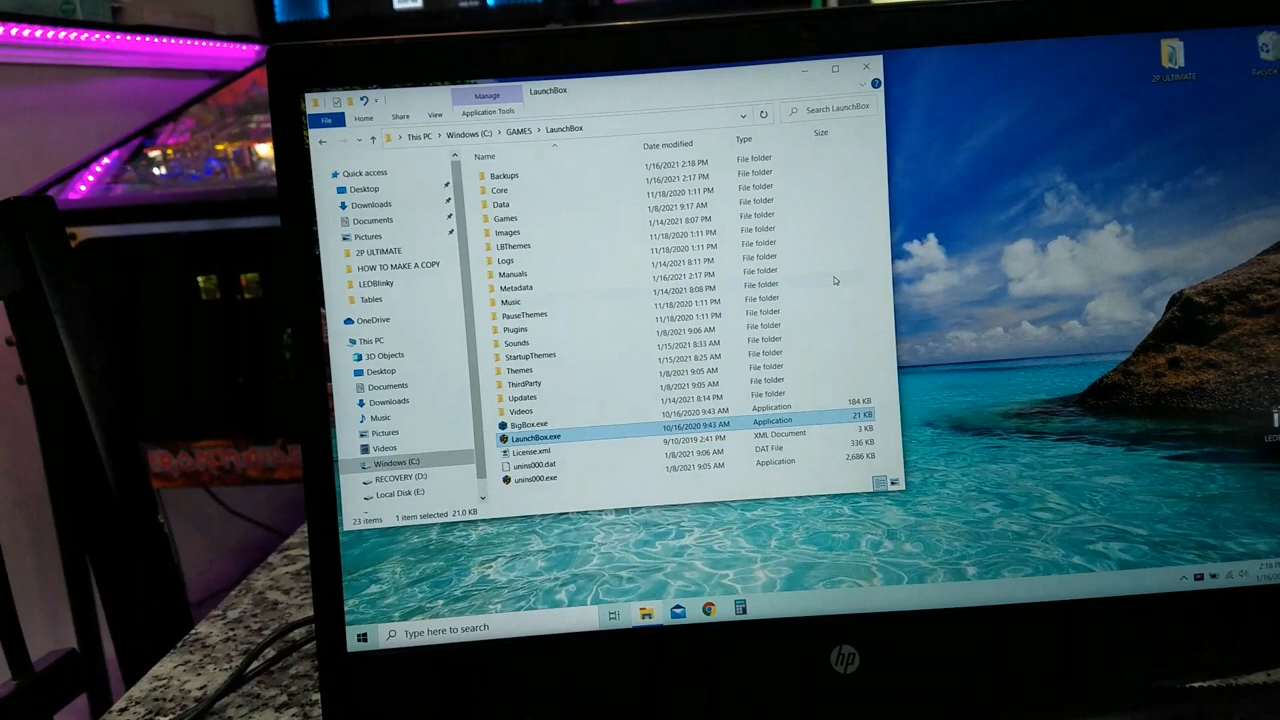 Manage
LaunchBox
File
Home
Share
View
Application Tools
This PC > Windows (C:) > GAMES > LaunchBox
Search LaunchBox
Name
Date modified
Type
Size
Quick access
Desktop
Downloads
Documents
Pictures
2P ULTIMATE
HOW TO MAKE A COPY
LEDBlinky
Tables
OneDrive
This PC
3D Objects
Desktop
Documents
Downloads
Music
Pictures
Videos
Windows (C:)
RECOVERY (D:)
Local Disk (E:)
Backups 1/16/2021 2:18 PM File folder
Core 1/16/2021 2:17 PM File folder
Data 11/18/2020 1:11 PM File folder
Games 1/8/2021 9:17 AM File folder
Images 1/14/2021 8:07 PM File folder
LBThemes 11/18/2020 1:11 PM File folder
Logs 11/18/2020 1:11 PM File folder
Manuals 1/14/2021 8:11 PM File folder
Metadata 1/16/2021 2:17 PM File folder
Music 1/14/2021 8:08 PM File folder
PauseThemes 11/18/2020 1:11 PM File folder
Plugins 11/18/2020 1:11 PM File folder
Sounds 1/8/2021 9:06 AM File folder
StartupThemes 1/15/2021 8:33 AM File folder
Themes 1/15/2021 8:25 AM File folder
ThirdParty 1/8/2021 9:05 AM File folder
Updates 1/8/2021 9:05 AM File folder
Videos 1/14/2021 8:14 PM File folder
BigBox.exe 10/16/2020 9:43 AM Application 184 KB
LaunchBox.exe 10/16/2020 9:43 AM Application 21 KB
License.xml 9/10/2019 2:41 PM XML Document 3 KB
unins000.dat 1/8/2021 9:06 AM DAT File 336 KB
unins000.exe 1/8/2021 9:05 AM Application 2,686 KB
23 items 1 item selected 21.0 KB
2P ULTIMATE
Type here to search
hp